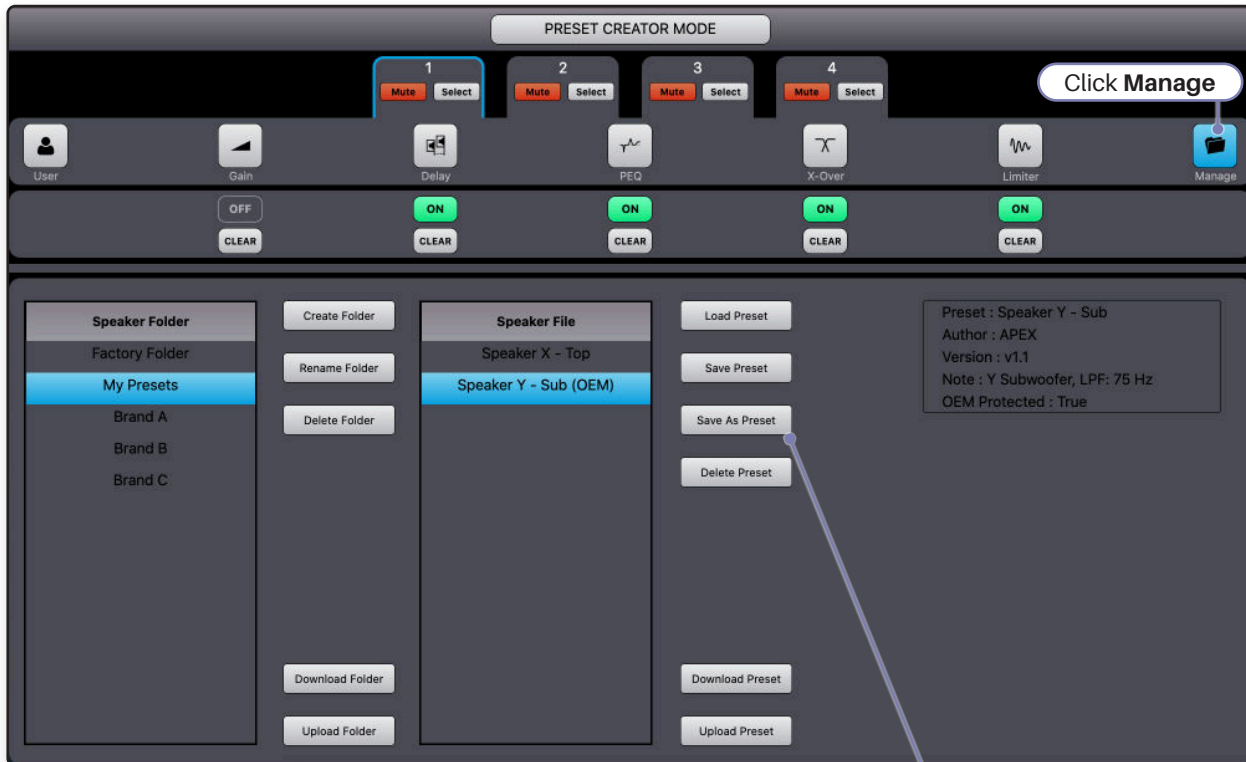 PRESET CREATOR MODE
1 2 3 4
Mute Select Mute Select Mute Select Mute Select
Click Manage
User Gain Delay PEQ X-Over Limiter Manage
OFF ON ON ON ON
CLEAR CLEAR CLEAR CLEAR CLEAR
Speaker Folder
Factory Folder
My Presets
Brand A
Brand B
Brand C
Create Folder
Rename Folder
Delete Folder
Download Folder
Upload Folder
Speaker File
Speaker X - Top
Speaker Y - Sub (OEM)
Load Preset
Save Preset
Save As Preset
Delete Preset
Download Preset
Upload Preset
Preset : Speaker Y - Sub
Author : APEX
Version : v1.1
Note : Y Subwoofer, LPF: 75 Hz
OEM Protected : True